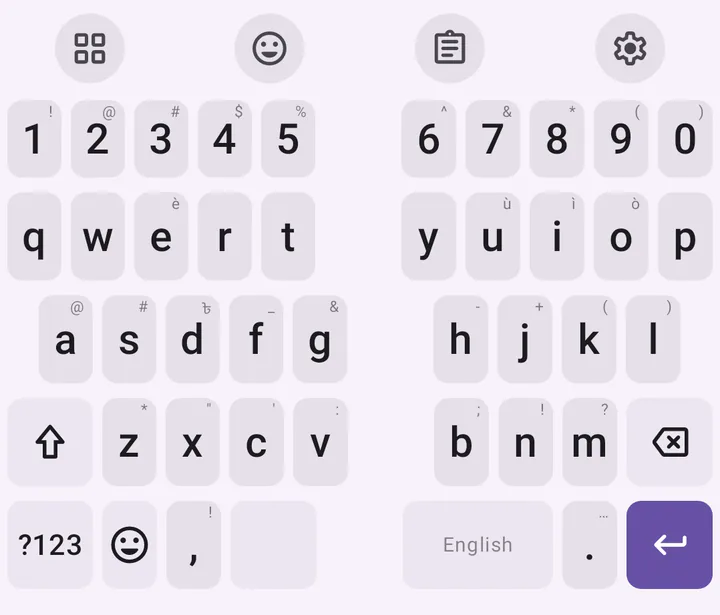 ! @ # $ % ^ & * ( )
1 2 3 4 5 6 7 8 9 0
è ù ì ò
q w e r t y u i o p
@ # _ & - + ( )
a s d f g h j k l
* " ' : ; ! ?
z x c v b n m
! …
?123 , English .